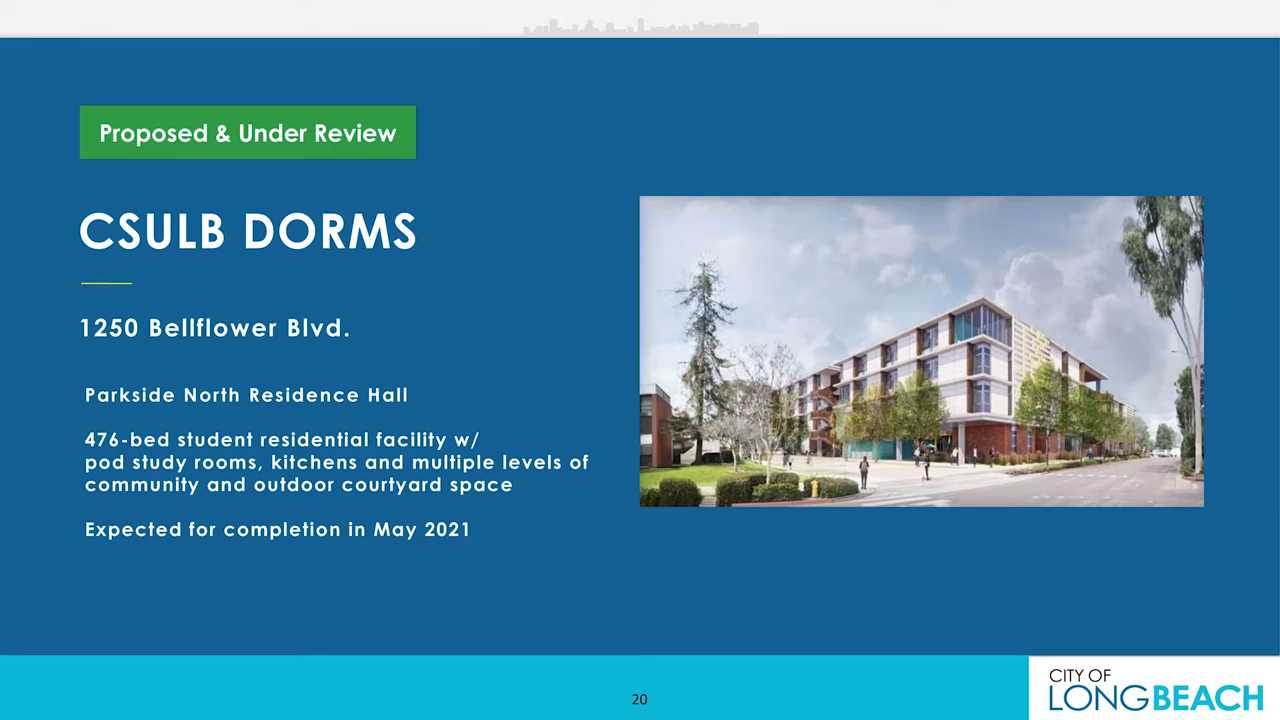 Proposed & Under Review
CSULB DORMS
1250 Bellflower Blvd.
Parkside North Residence Hall
476-bed student residential facility w/
pod study rooms, kitchens and multiple levels of
community and outdoor courtyard space
Expected for completion in May 2021
20
CITY OF
LONGBEACH